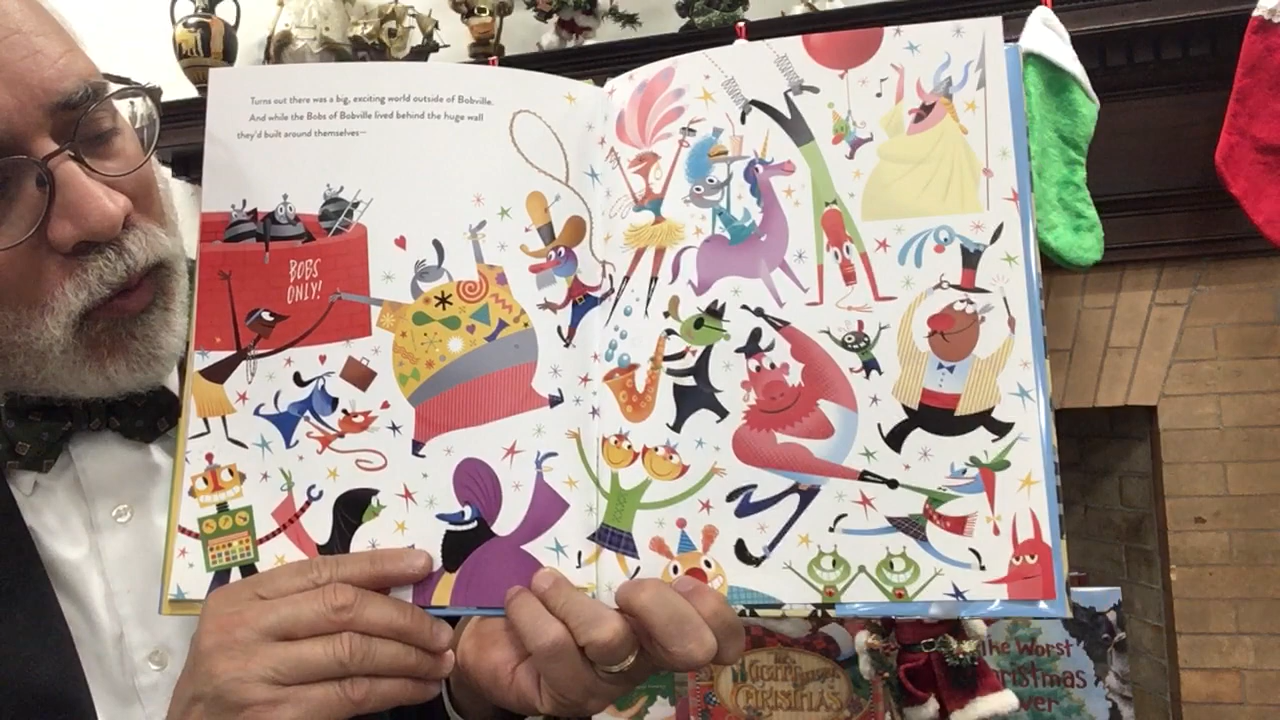 Turns out there was a big, exciting world outside of Bobville.
And while the Bobs of Bobville lived behind the huge wall
they'd built around themselves—
BOBS
ONLY!
CHRISTMAS
The Worst
Christmas
Ever